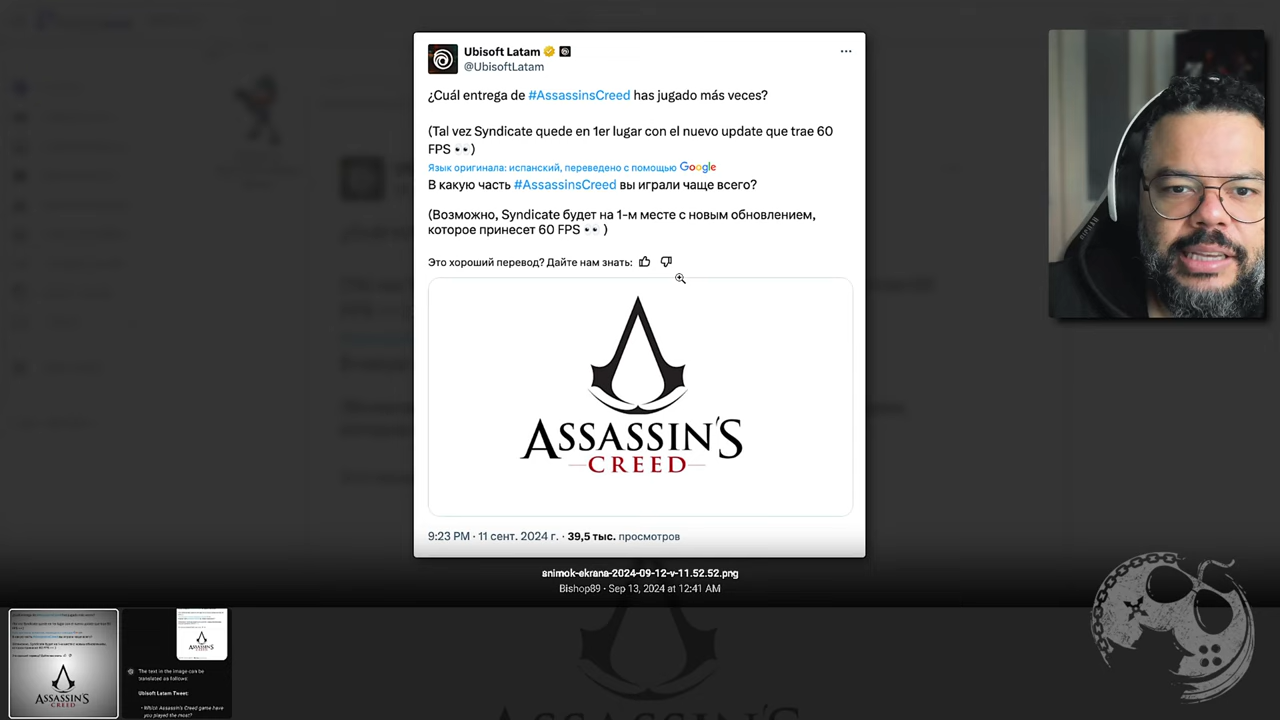 Ubisoft Latam
@UbisoftLatam
¿Cuál entrega de #AssassinsCreed has jugado más veces?
(Tal vez Syndicate quede en 1er lugar con el nuevo update que trae 60
FPS 👀)
Язык оригинала: испанский, переведено с помощью Google
В какую часть #AssassinsCreed вы играли чаще всего?
(Возможно, Syndicate будет на 1-м месте с новым обновлением,
которое принесет 60 FPS 👀 )
Это хороший перевод? Дайте нам знать:
ASSASSIN'S
CREED
9:23 PM · 11 сент. 2024 г. · 39,5 тыс. просмотров
snimok-ekrana-2024-09-12-v-11.52.52.png
Bishop89 · Sep 13, 2024 at 12:41 AM
ASSASSIN'S
CREED
ASSASSIN'S
CREED
The text in the image can be
translated as follows:
Ubisoft Latam Tweet:
• Which Assassin's Creed game have
you played the most?